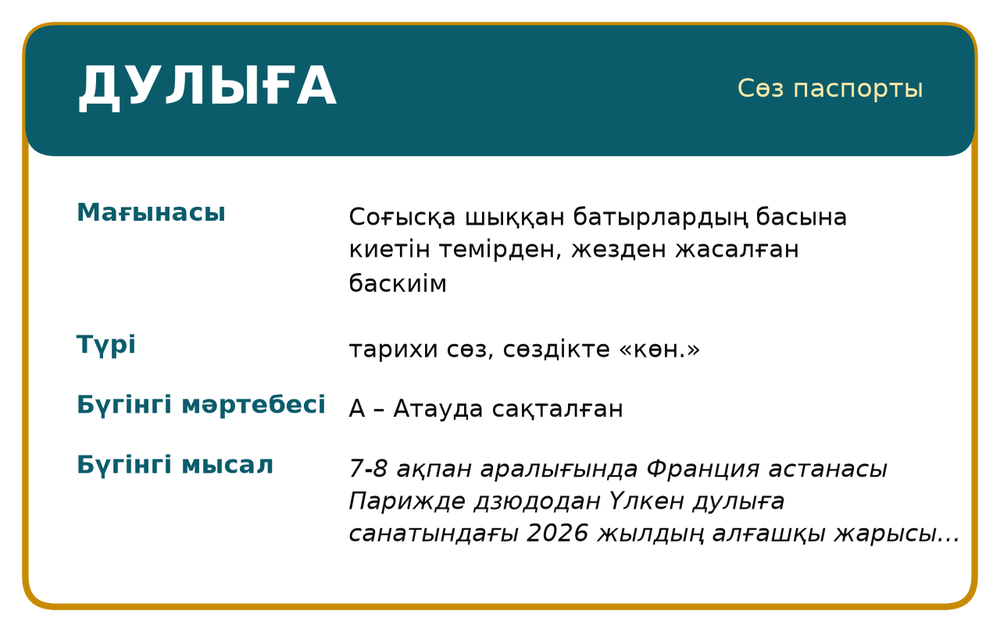 ДУЛЫҒА
Сөз паспорты
Мағынасы
Соғысқа шыққан батырлардың басына
киетін темірден, жезден жасалған
баскиім
Түрі
тарихи сөз, сөздікте «көн.»
Бүгінгі мәртебесі
А – Атауда сақталған
Бүгінгі мысал
7-8 ақпан аралығында Франция астанасы
Парижде дзюдодан Үлкен дулыға
санатындағы 2026 жылдың алғашқы жарысы…